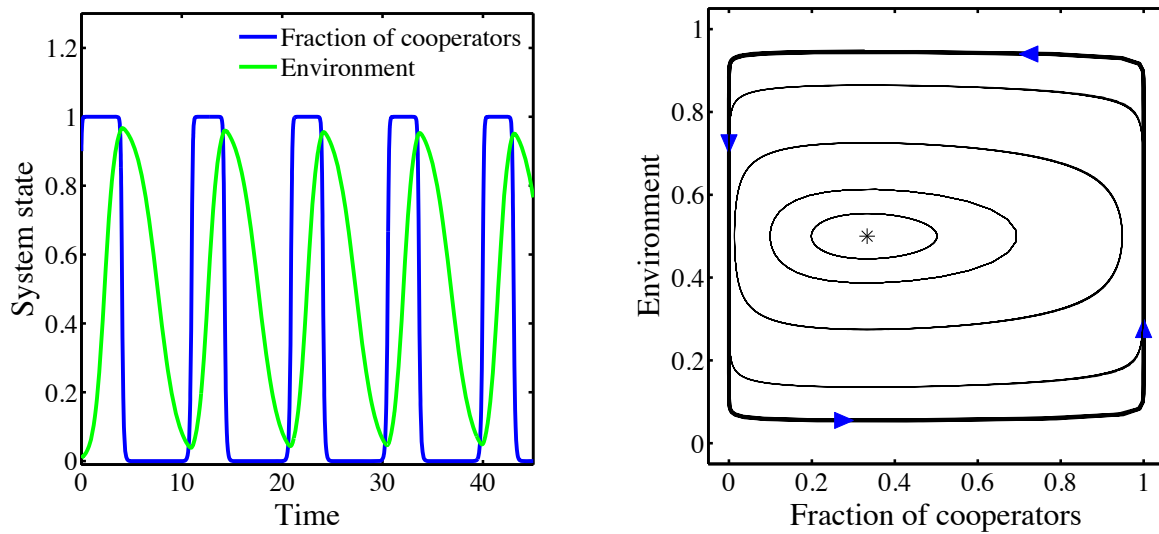 Fraction of cooperators
Environment
System state
1.2
1
0.8
0.6
0.4
0.2
0
0 10 20 30 40
Time
Environment
1
0.8
0.6
0.4
0.2
0
0 0.2 0.4 0.6 0.8 1
Fraction of cooperators